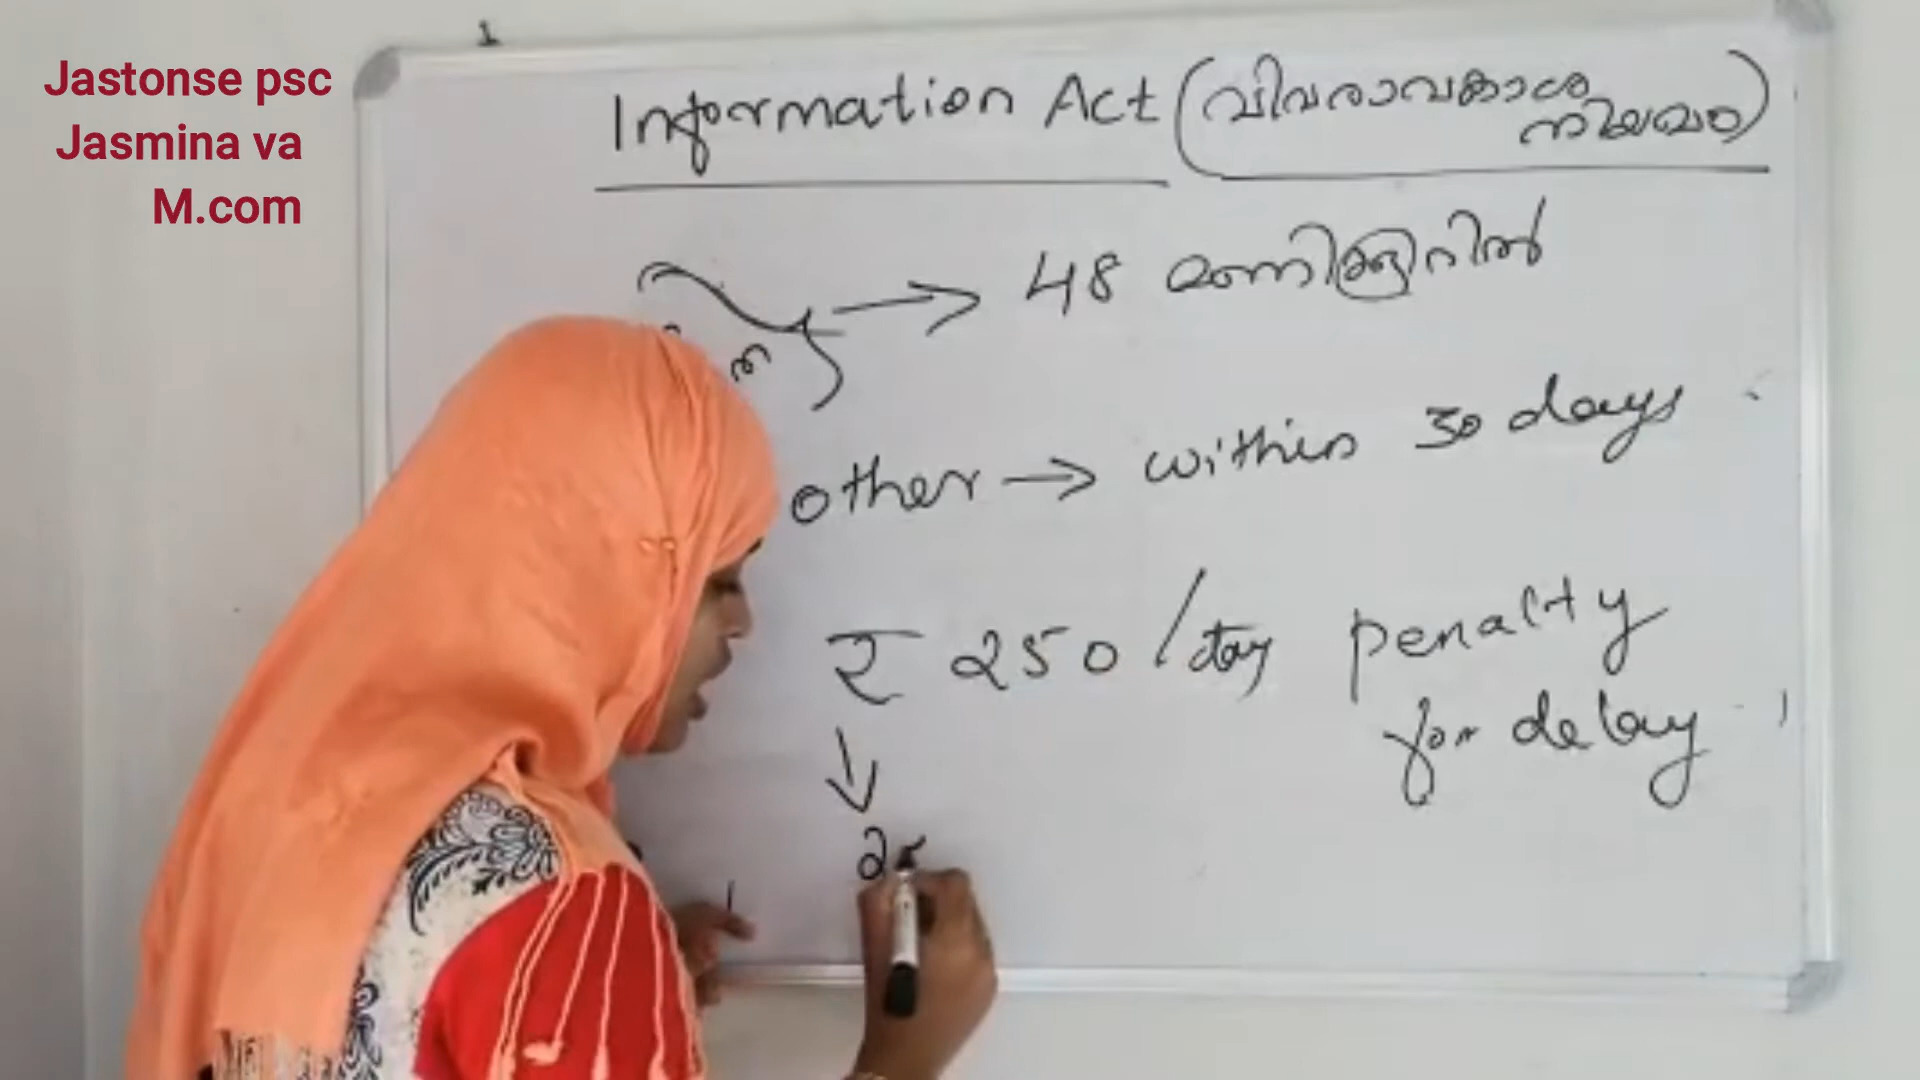 Jastonse psc
Jasmina va
M.com
Information Act (വിവരാവകാശ
നിയമം)
→ 48 മണിക്കൂറിൽ
other → within 30 days
₹ 250 /day penalty
for delay
↓